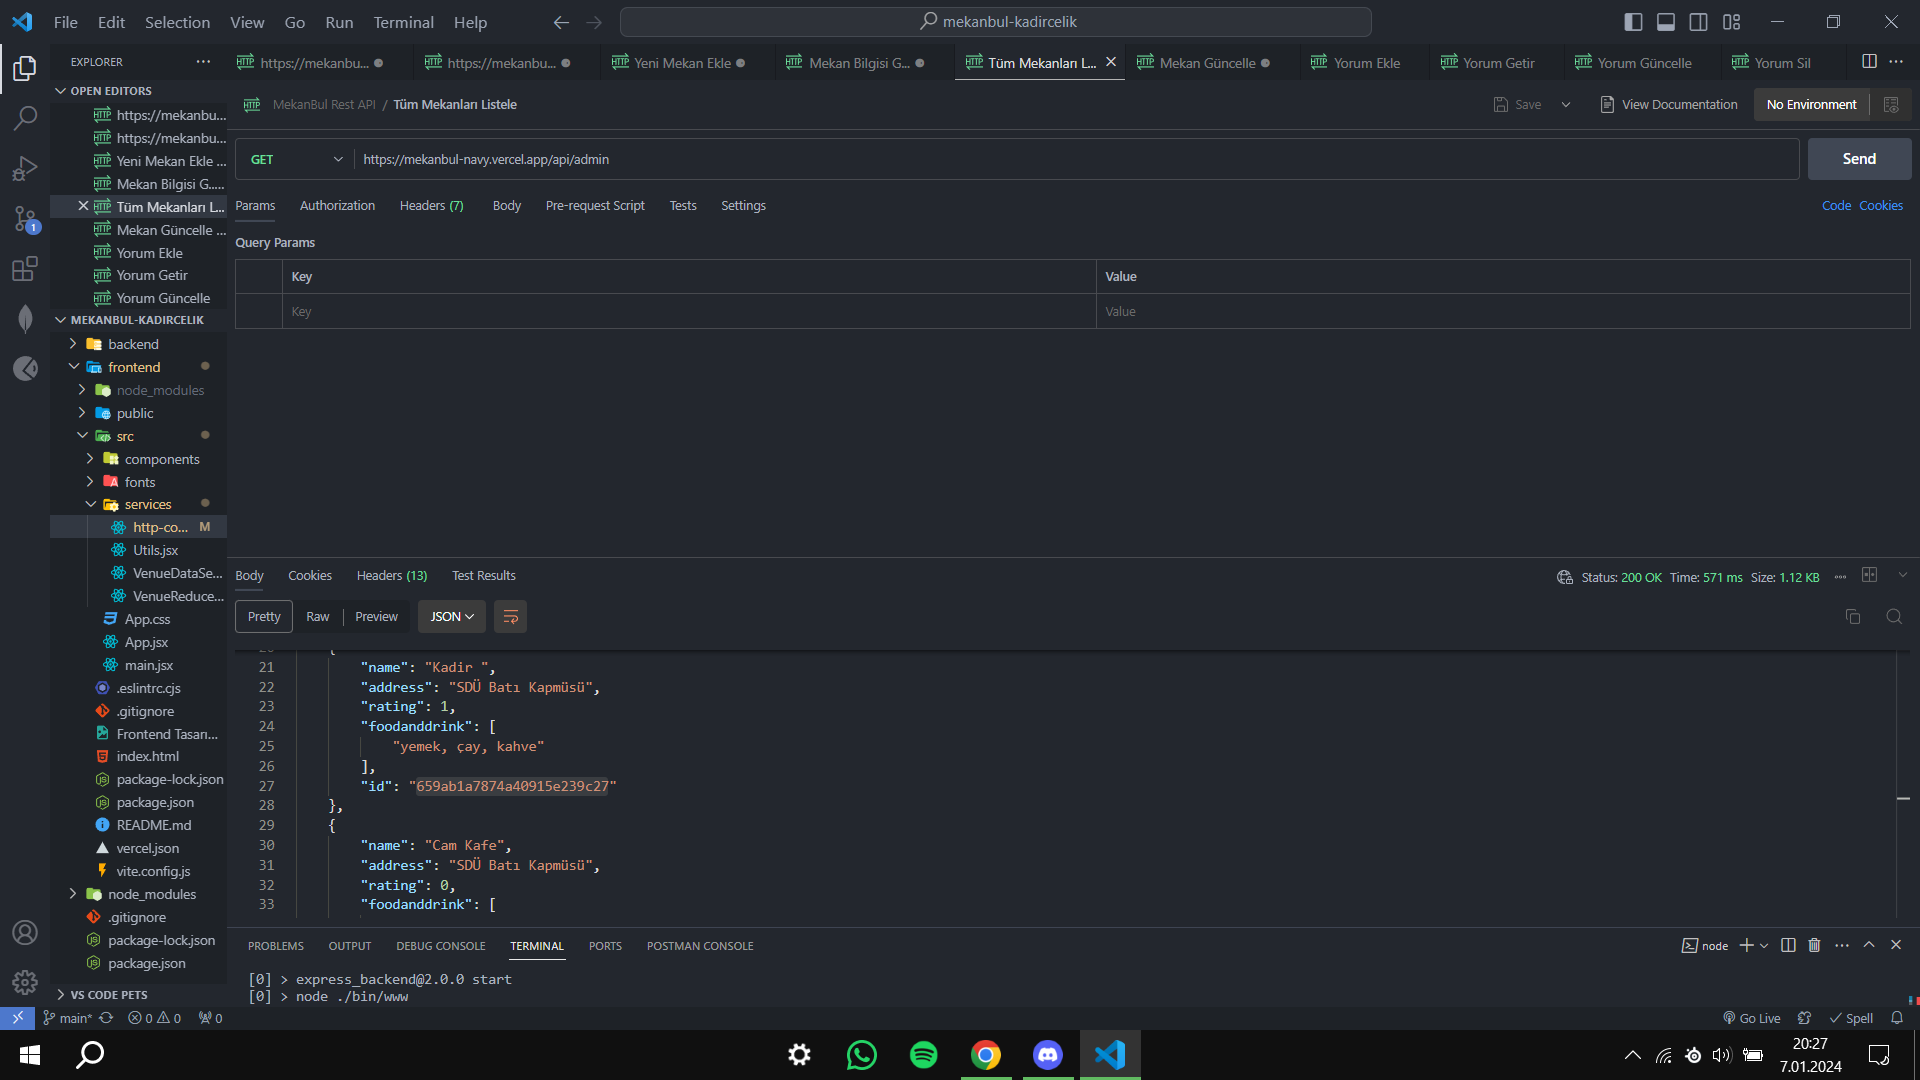 File Edit Selection View Go Run Terminal Help
mekanbul-kadircelik
EXPLORER
https://mekanbu...
https://mekanbu...
Yeni Mekan Ekle
Mekan Bilgisi G...
Tüm Mekanları L...
Mekan Güncelle
Yorum Ekle
Yorum Getir
Yorum Güncelle
Yorum Sil
OPEN EDITORS
https://mekanbu...
https://mekanbu...
Yeni Mekan Ekle ...
Mekan Bilgisi G.....
Tüm Mekanları L...
Mekan Güncelle ...
Yorum Ekle
Yorum Getir
Yorum Güncelle
MEKANBUL-KADIRCELIK
backend
frontend
node_modules
public
src
components
fonts
services
http-co... M
Utils.jsx
VenueDataSe...
VenueReduce...
App.css
App.jsx
main.jsx
.eslintrc.cjs
.gitignore
Frontend Tasarı...
index.html
package-lock.json
package.json
README.md
vercel.json
vite.config.js
node_modules
.gitignore
package-lock.json
package.json
VS CODE PETS
HTTP MekanBul Rest API / Tüm Mekanları Listele
Save View Documentation No Environment
GET https://mekanbul-navy.vercel.app/api/admin Send
Params Authorization Headers (7) Body Pre-request Script Tests Settings Code Cookies
Query Params
Key Value
Key Value
Body Cookies Headers (13) Test Results Status: 200 OK Time: 571 ms Size: 1.12 KB
Pretty Raw Preview JSON
20 {
21 "name": "Kadir ",
22 "address": "SDÜ Batı Kapmüsü",
23 "rating": 1,
24 "foodanddrink": [
25 "yemek, çay, kahve"
26 ],
27 "id": "659ab1a7874a40915e239c27"
28 },
29 {
30 "name": "Cam Kafe",
31 "address": "SDÜ Batı Kapmüsü",
32 "rating": 0,
33 "foodanddrink": [
PROBLEMS OUTPUT DEBUG CONSOLE TERMINAL PORTS POSTMAN CONSOLE node
[0] > express_backend@2.0.0 start
[0] > node ./bin/www
main* 0 0 0 Go Live Spell
20:27
7.01.2024